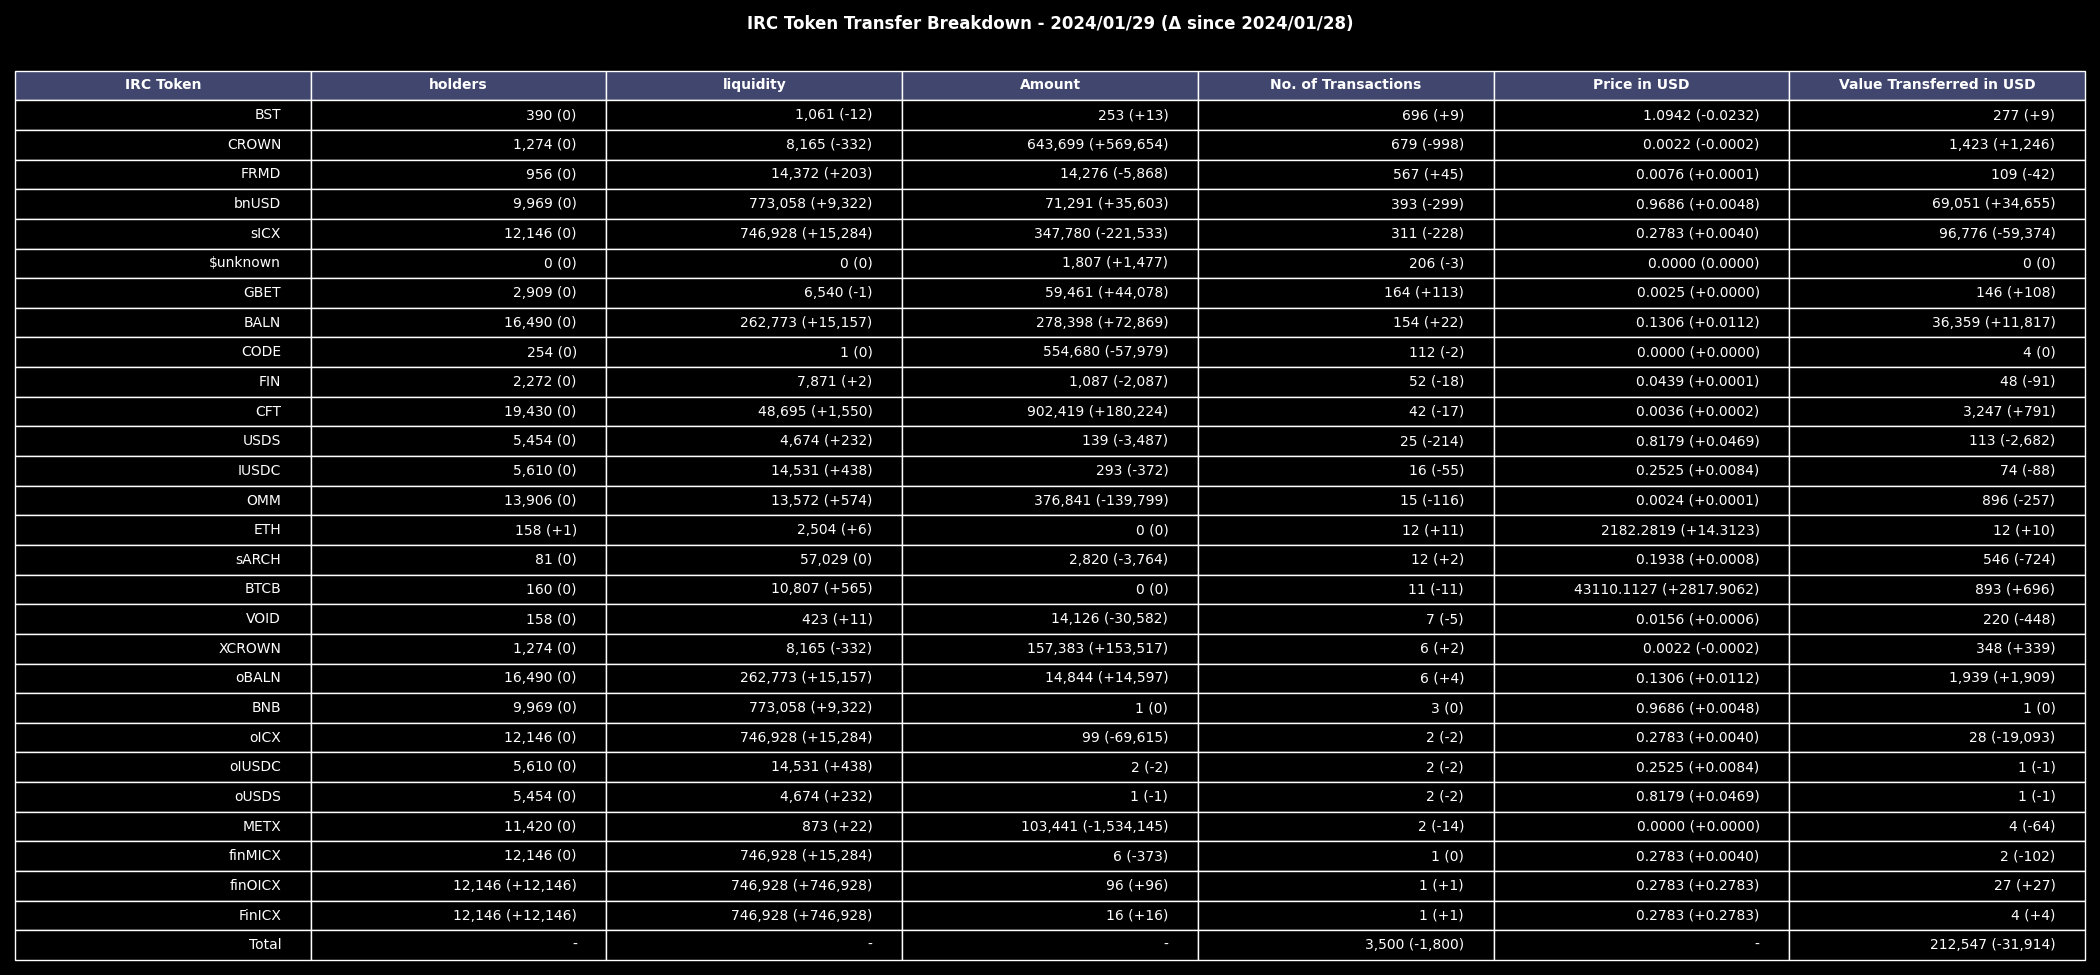 IRC Token Transfer Breakdown - 2024/01/29 (Δ since 2024/01/28)
IRC Token holders liquidity Amount No. of Transactions Price in USD Value Transferred in USD
BST 390 (0) 1,061 (-12) 253 (+13) 696 (+9) 1.0942 (-0.0232) 277 (+9)
CROWN 1,274 (0) 8,165 (-332) 643,699 (+569,654) 679 (-998) 0.0022 (-0.0002) 1,423 (+1,246)
FRMD 956 (0) 14,372 (+203) 14,276 (-5,868) 567 (+45) 0.0076 (+0.0001) 109 (-42)
bnUSD 9,969 (0) 773,058 (+9,322) 71,291 (+35,603) 393 (-299) 0.9686 (+0.0048) 69,051 (+34,655)
sICX 12,146 (0) 746,928 (+15,284) 347,780 (-221,533) 311 (-228) 0.2783 (+0.0040) 96,776 (-59,374)
$unknown 0 (0) 0 (0) 1,807 (+1,477) 206 (-3) 0.0000 (0.0000) 0 (0)
GBET 2,909 (0) 6,540 (-1) 59,461 (+44,078) 164 (+113) 0.0025 (+0.0000) 146 (+108)
BALN 16,490 (0) 262,773 (+15,157) 278,398 (+72,869) 154 (+22) 0.1306 (+0.0112) 36,359 (+11,817)
CODE 254 (0) 1 (0) 554,680 (-57,979) 112 (-2) 0.0000 (+0.0000) 4 (0)
FIN 2,272 (0) 7,871 (+2) 1,087 (-2,087) 52 (-18) 0.0439 (+0.0001) 48 (-91)
CFT 19,430 (0) 48,695 (+1,550) 902,419 (+180,224) 42 (-17) 0.0036 (+0.0002) 3,247 (+791)
USDS 5,454 (0) 4,674 (+232) 139 (-3,487) 25 (-214) 0.8179 (+0.0469) 113 (-2,682)
IUSDC 5,610 (0) 14,531 (+438) 293 (-372) 16 (-55) 0.2525 (+0.0084) 74 (-88)
OMM 13,906 (0) 13,572 (+574) 376,841 (-139,799) 15 (-116) 0.0024 (+0.0001) 896 (-257)
ETH 158 (+1) 2,504 (+6) 0 (0) 12 (+11) 2182.2819 (+14.3123) 12 (+10)
sARCH 81 (0) 57,029 (0) 2,820 (-3,764) 12 (+2) 0.1938 (+0.0008) 546 (-724)
BTCB 160 (0) 10,807 (+565) 0 (0) 11 (-11) 43110.1127 (+2817.9062) 893 (+696)
VOID 158 (0) 423 (+11) 14,126 (-30,582) 7 (-5) 0.0156 (+0.0006) 220 (-448)
XCROWN 1,274 (0) 8,165 (-332) 157,383 (+153,517) 6 (+2) 0.0022 (-0.0002) 348 (+339)
oBALN 16,490 (0) 262,773 (+15,157) 14,844 (+14,597) 6 (+4) 0.1306 (+0.0112) 1,939 (+1,909)
BNB 9,969 (0) 773,058 (+9,322) 1 (0) 3 (0) 0.9686 (+0.0048) 1 (0)
oICX 12,146 (0) 746,928 (+15,284) 99 (-69,615) 2 (-2) 0.2783 (+0.0040) 28 (-19,093)
oIUSDC 5,610 (0) 14,531 (+438) 2 (-2) 2 (-2) 0.2525 (+0.0084) 1 (-1)
oUSDS 5,454 (0) 4,674 (+232) 1 (-1) 2 (-2) 0.8179 (+0.0469) 1 (-1)
METX 11,420 (0) 873 (+22) 103,441 (-1,534,145) 2 (-14) 0.0000 (+0.0000) 4 (-64)
finMICX 12,146 (0) 746,928 (+15,284) 6 (-373) 1 (0) 0.2783 (+0.0040) 2 (-102)
finOICX 12,146 (+12,146) 746,928 (+746,928) 96 (+96) 1 (+1) 0.2783 (+0.2783) 27 (+27)
FinICX 12,146 (+12,146) 746,928 (+746,928) 16 (+16) 1 (+1) 0.2783 (+0.2783) 4 (+4)
Total - - - 3,500 (-1,800) - 212,547 (-31,914)